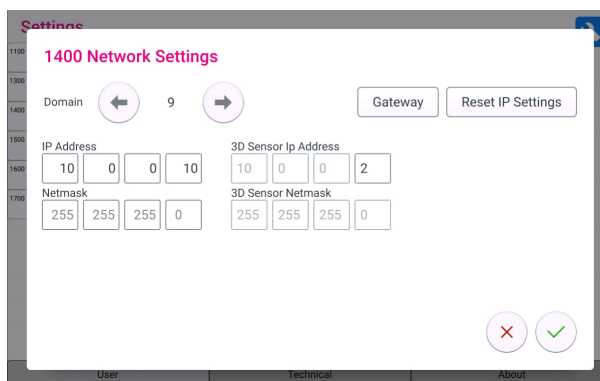 Settings
1100
1300
1400
1500
1600
1700
1400 Network Settings
Domain 9 Gateway Reset IP Settings
IP Address 3D Sensor Ip Address
10 0 0 10 10 0 0 2
Netmask 3D Sensor Netmask
255 255 255 0 255 255 255 0
User Technical About